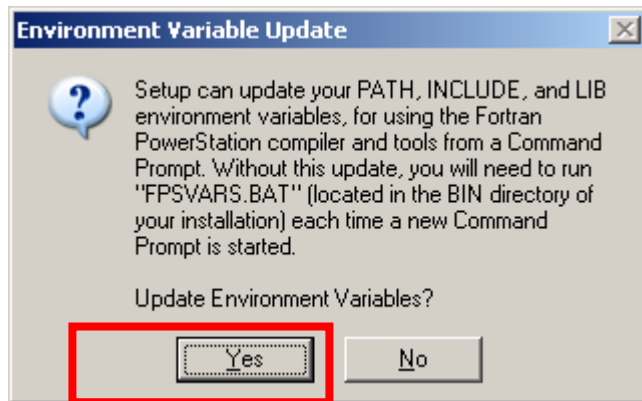 Environment Variable Update
Setup can update your PATH, INCLUDE, and LIB
environment variables, for using the Fortran
PowerStation compiler and tools from a Command
Prompt. Without this update, you will need to run
"FPSVARS.BAT" (located in the BIN directory of
your installation) each time a new Command
Prompt is started.
Update Environment Variables?
Yes No